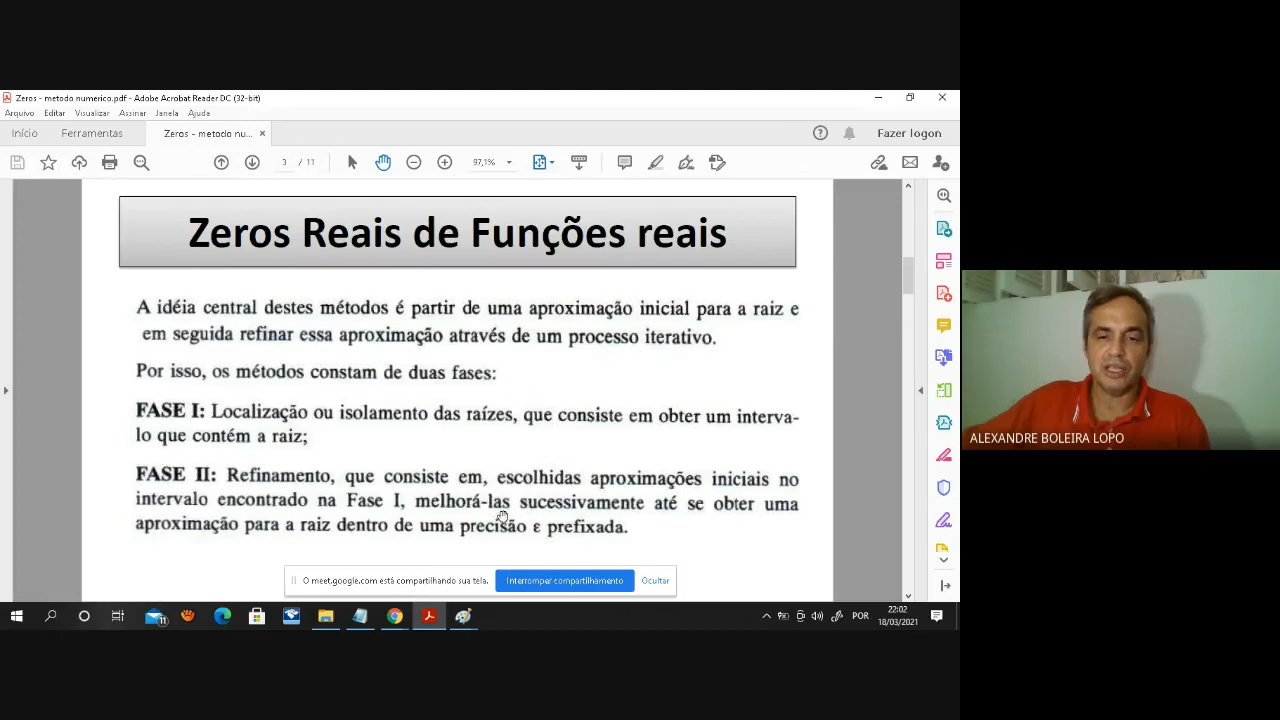 Zeros - metodo numerico.pdf - Adobe Acrobat Reader DC (32-bit)
Arquivo Editar Visualizar Assinar Janela Ajuda
Início Ferramentas Zeros - metodo nu... × Fazer logon
3 / 11 97,1%
Zeros Reais de Funções reais
A idéia central destes métodos é partir de uma aproximação inicial para a raiz e
em seguida refinar essa aproximação através de um processo iterativo.
Por isso, os métodos constam de duas fases:
FASE I: Localização ou isolamento das raízes, que consiste em obter um interva-
lo que contém a raiz;
FASE II: Refinamento, que consiste em, escolhidas aproximações iniciais no
intervalo encontrado na Fase I, melhorá-las sucessivamente até se obter uma
aproximação para a raiz dentro de uma precisão ε prefixada.
O meet.google.com está compartilhando sua tela. Interromper compartilhamento Ocultar
11 POR 22:02
18/03/2021
ALEXANDRE BOLEIRA LOPO